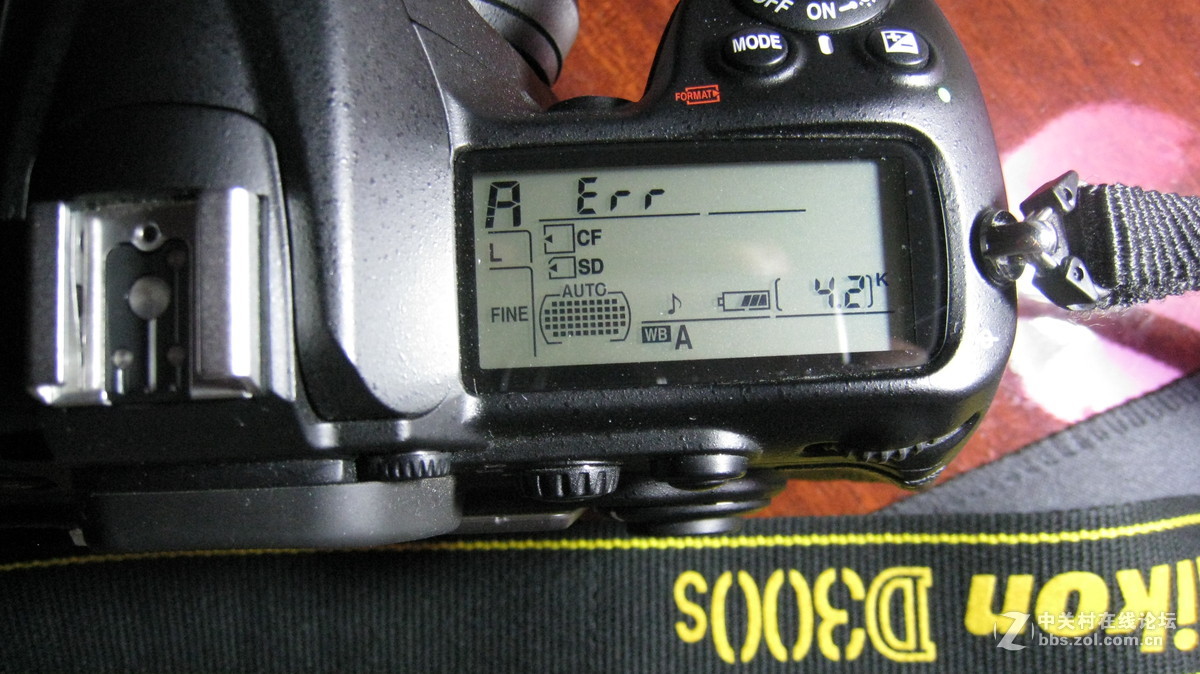 OFF ON
MODE
FORMAT
A Err
L
CF
SD
AUTO
FINE
[ 4.2] K
WB A
Nikon D300s
中关村在线论坛
bbs.zol.com.cn